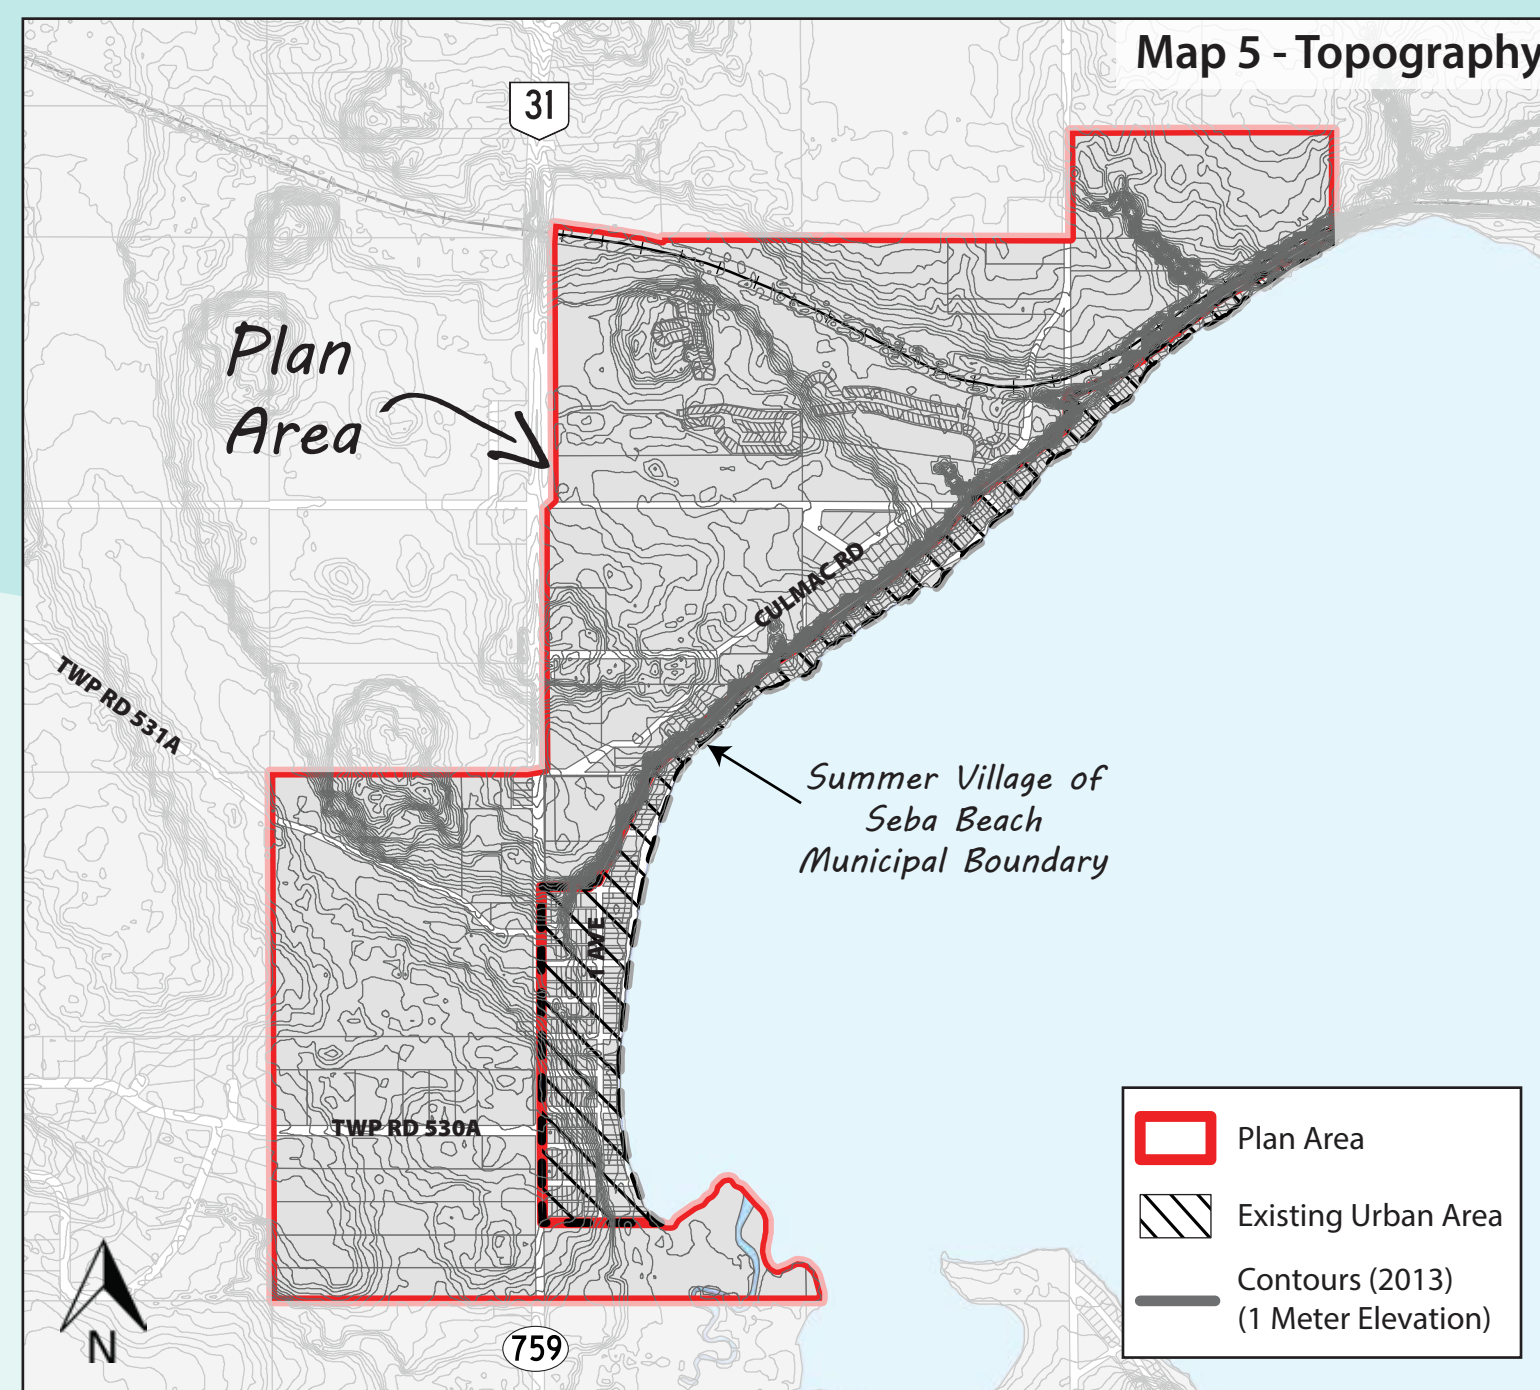 Map 5 - Topography
31
Plan
Area
CULMAC RD
TWP RD 531A
Summer Village of
Seba Beach
Municipal Boundary
1 AVE
TWP RD 530A
Plan Area
Existing Urban Area
Contours (2013)
(1 Meter Elevation)
N
759